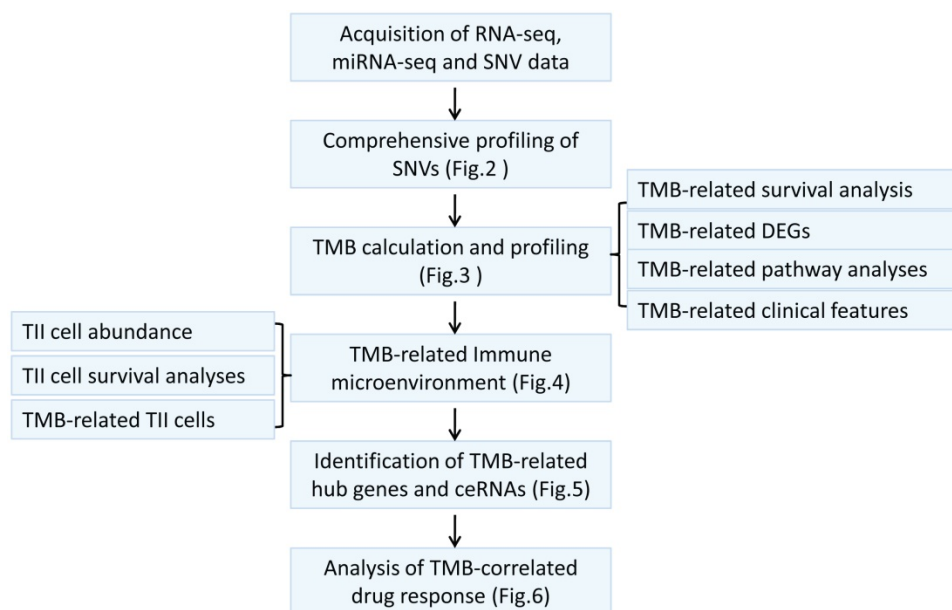 Acquisition of RNA-seq,
miRNA-seq and SNV data
Comprehensive profiling of
SNVs (Fig.2 )
TMB calculation and profiling
(Fig.3 )
TMB-related survival analysis
TMB-related DEGs
TMB-related pathway analyses
TMB-related clinical features
TMB-related Immune
microenvironment (Fig.4)
TII cell abundance
TII cell survival analyses
TMB-related TII cells
Identification of TMB-related
hub genes and ceRNAs (Fig.5)
Analysis of TMB-correlated
drug response (Fig.6)